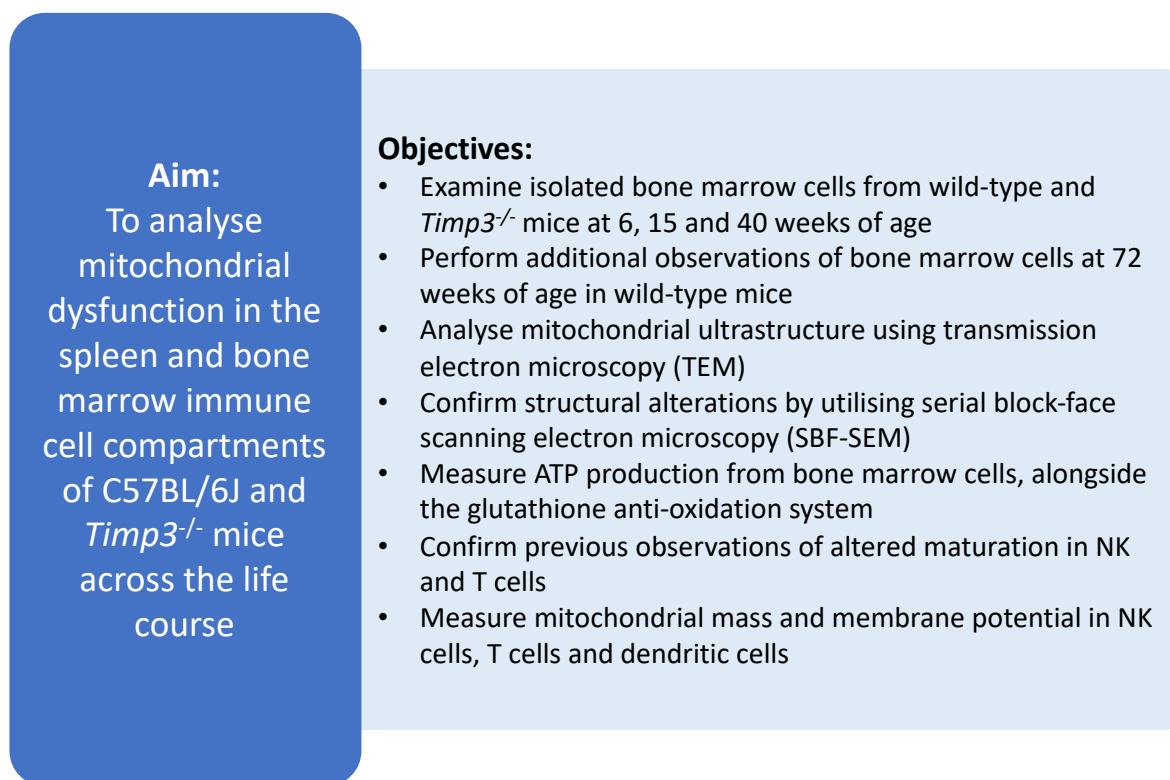 Aim:
To analyse
mitochondrial
dysfunction in the
spleen and bone
marrow immune
cell compartments
of C57BL/6J and
Timp3-/- mice
across the life
course
Objectives:
• Examine isolated bone marrow cells from wild-type and
Timp3-/- mice at 6, 15 and 40 weeks of age
• Perform additional observations of bone marrow cells at 72
weeks of age in wild-type mice
• Analyse mitochondrial ultrastructure using transmission
electron microscopy (TEM)
• Confirm structural alterations by utilising serial block-face
scanning electron microscopy (SBF-SEM)
• Measure ATP production from bone marrow cells, alongside
the glutathione anti-oxidation system
• Confirm previous observations of altered maturation in NK
and T cells
• Measure mitochondrial mass and membrane potential in NK
cells, T cells and dendritic cells